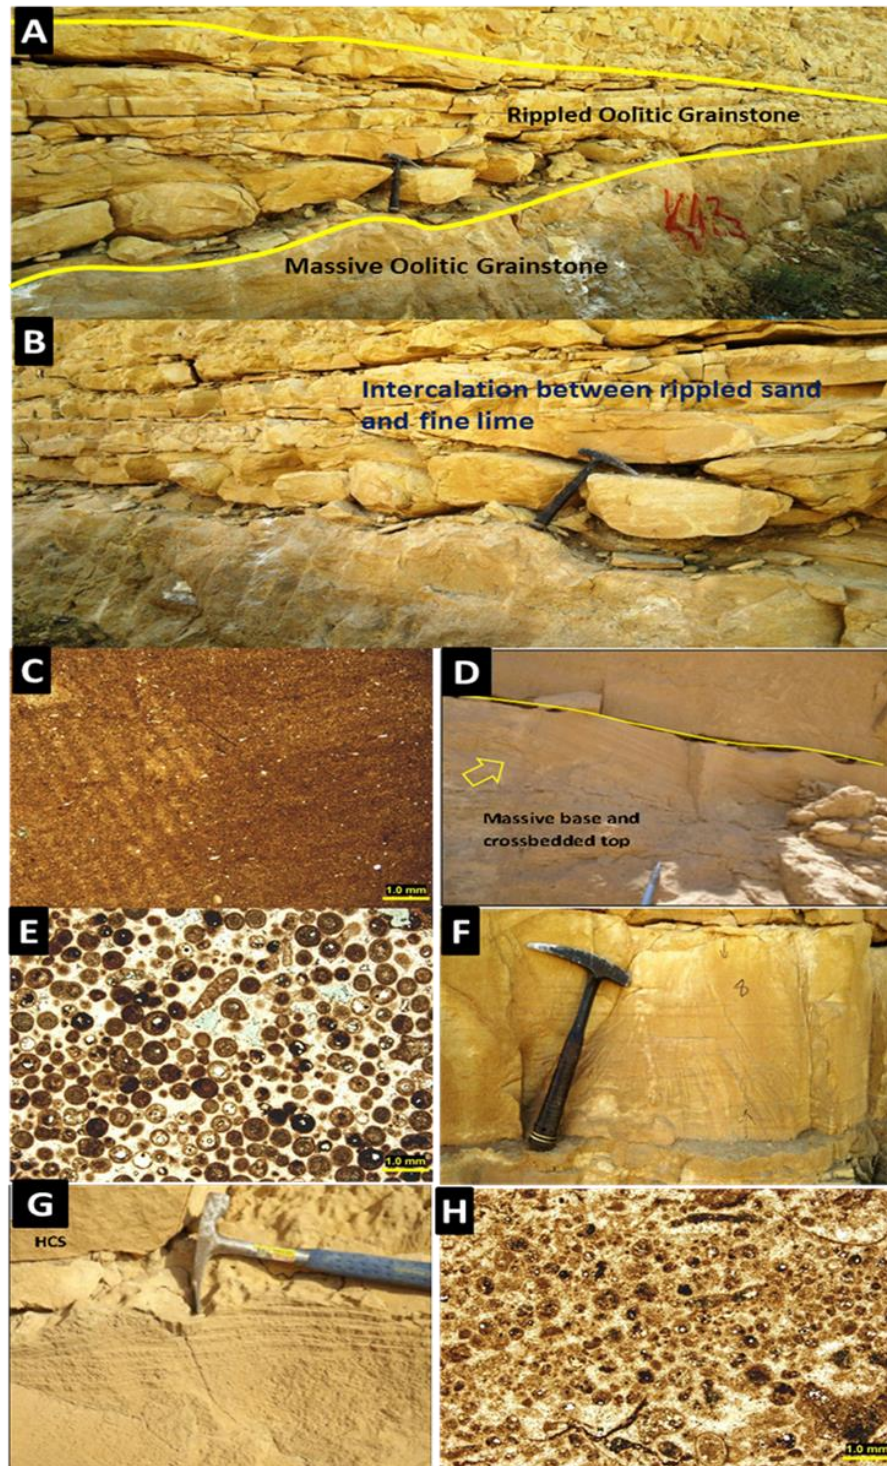 A
Rippled Oolitic Grainstone
Massive Oolitic Grainstone
B
Intercalation between rippled sand
and fine lime
C
1.0 mm
D
Massive base and
crossbedded top
E
1.0 mm
F
8
G
HCS
H
1.0 mm